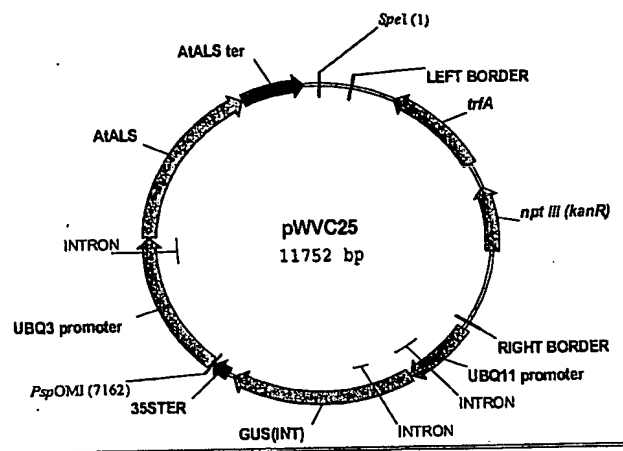 SpeI (1)
AtALS ter
LEFT BORDER
trfA
AtALS
npt III (kanR)
pWVC25
11752 bp
INTRON
UBQ3 promoter
RIGHT BORDER
UBQ11 promoter
PspOMI (7162)
35STER
INTRON
GUS(INT)
INTRON